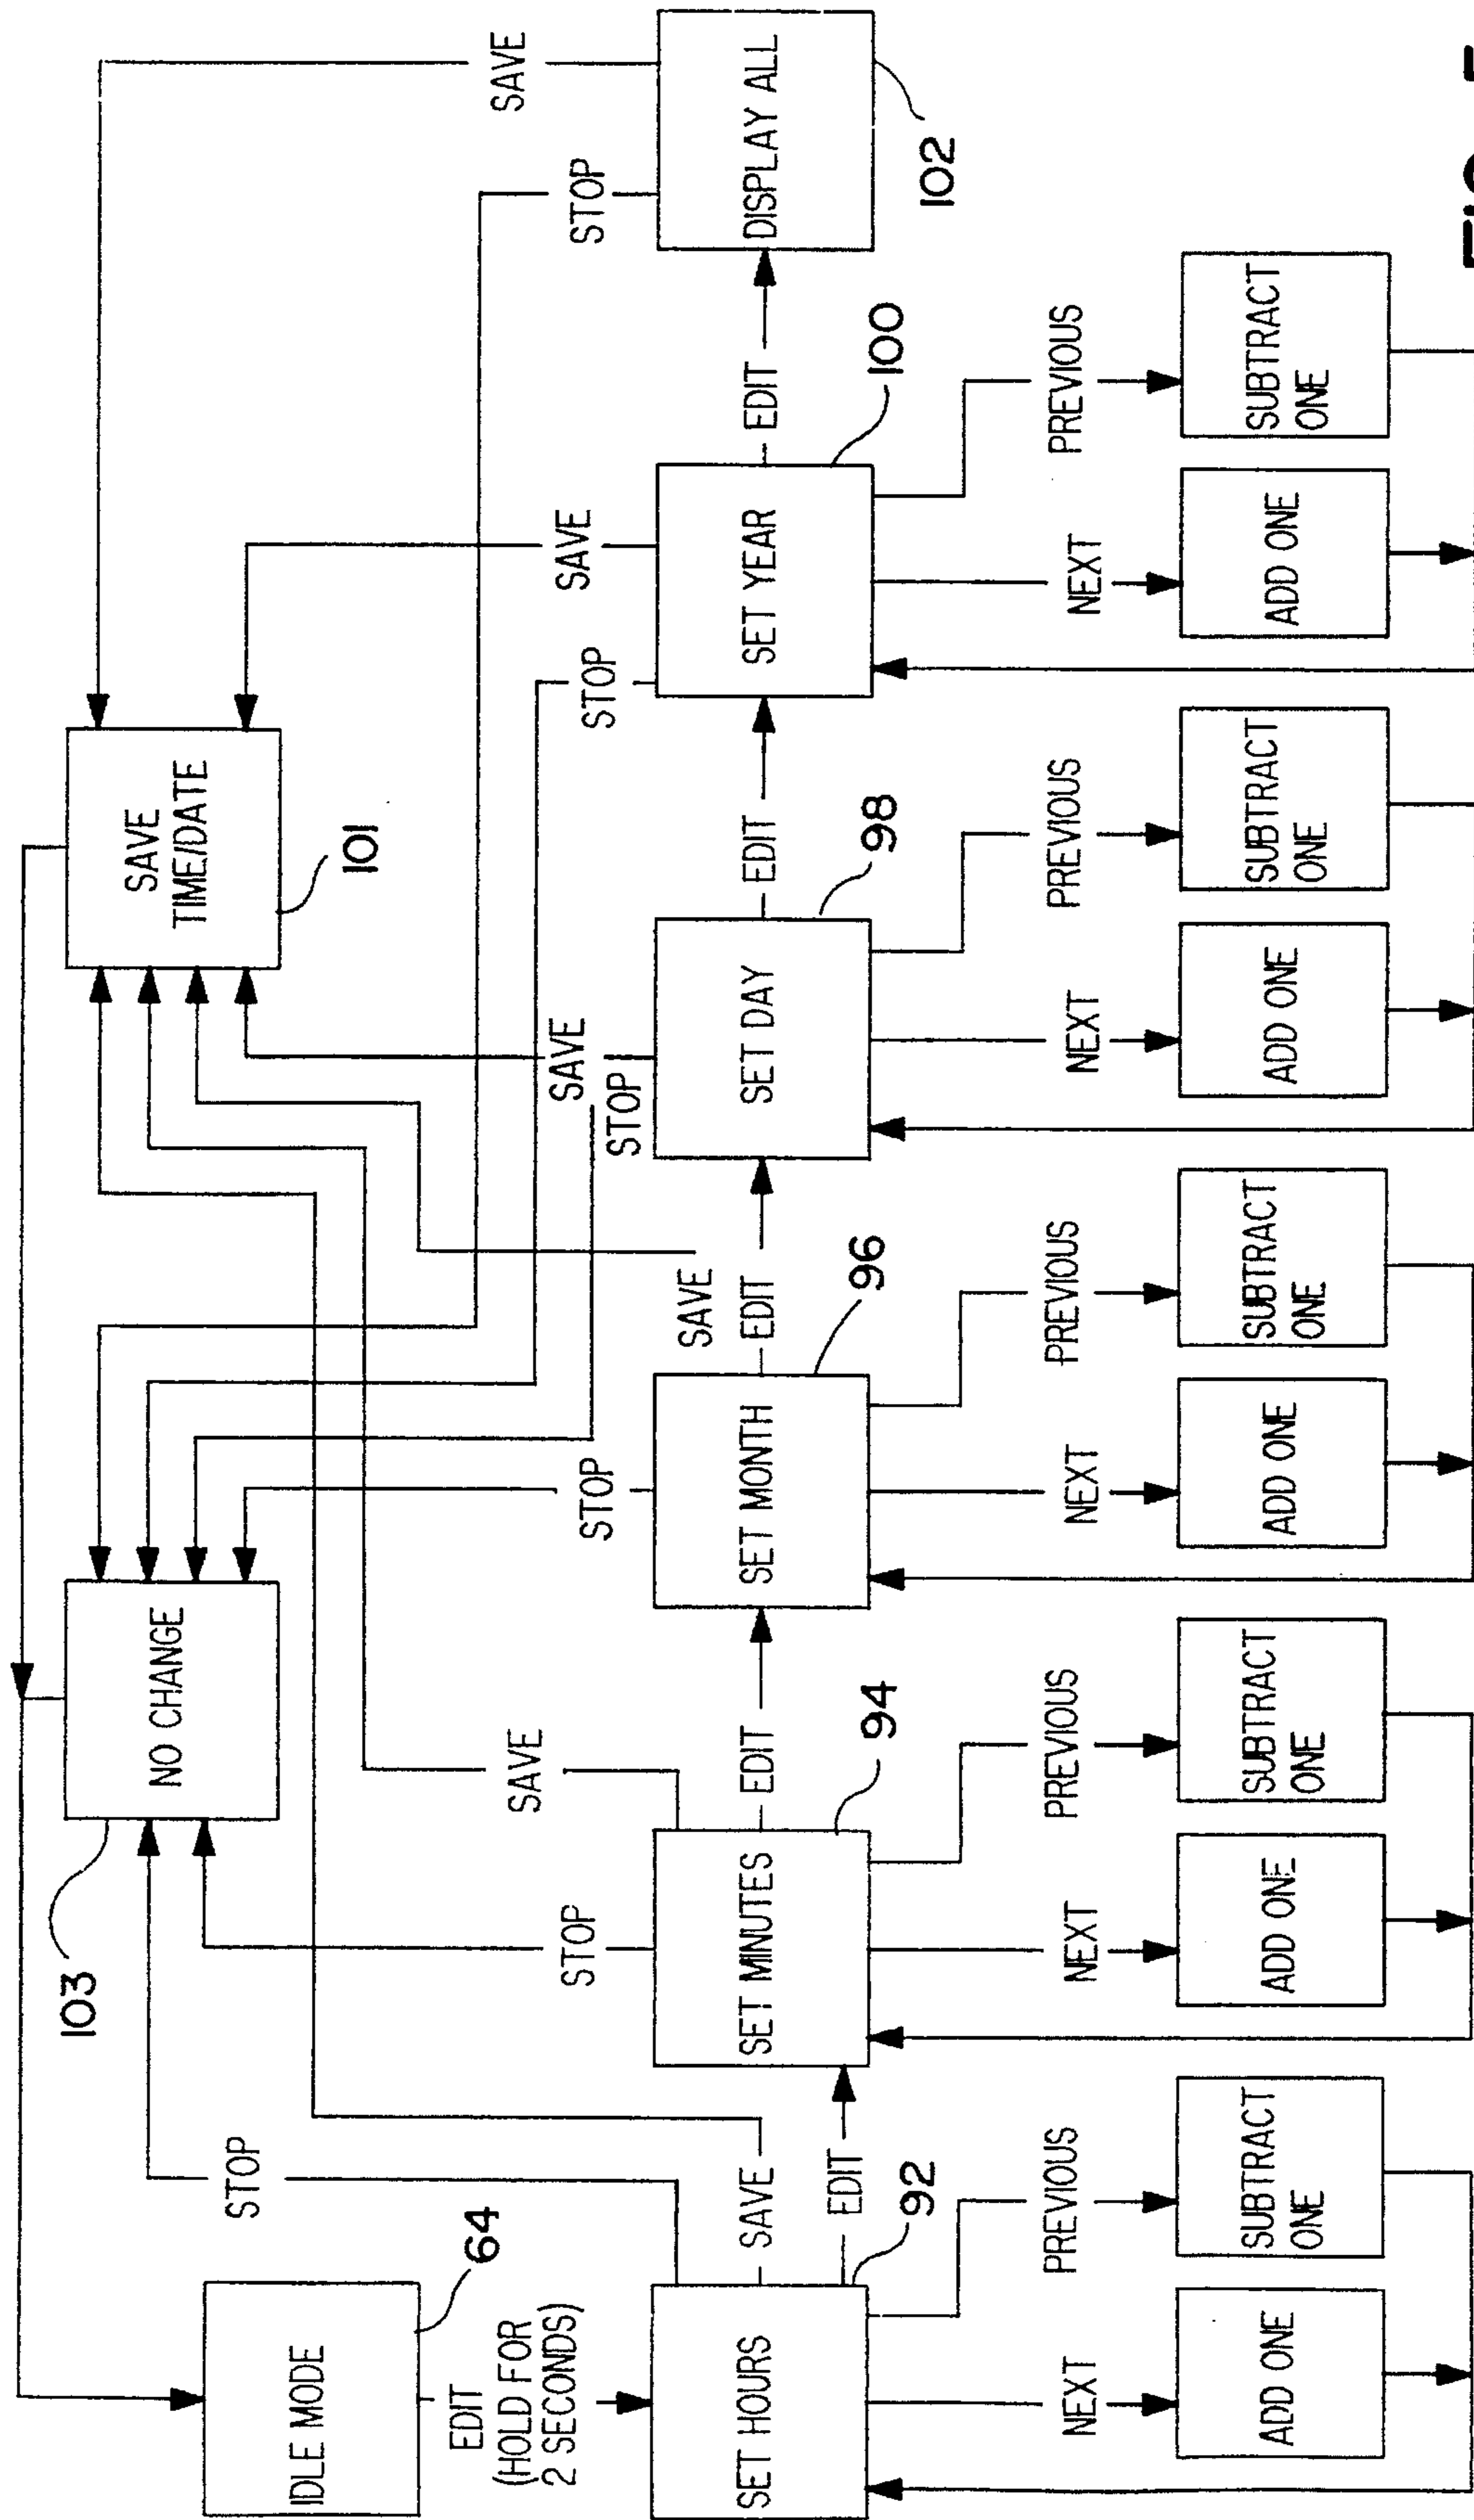 NO CHANGE
103
SAVE
TIME/DATE
101
IDLE MODE
64
STOP
EDIT
(HOLD FOR
2 SECONDS)
STOP
SAVE
STOP
SAVE
SAVE
STOP
STOP
SAVE
STOP
SAVE
SET HOURS
92
SAVE
EDIT
SET MINUTES
94
EDIT
SET MONTH
96
EDIT
SET DAY
98
EDIT
SET YEAR
100
EDIT
DISPLAY ALL
102
NEXT
PREVIOUS
NEXT
PREVIOUS
NEXT
PREVIOUS
NEXT
PREVIOUS
NEXT
PREVIOUS
ADD ONE
SUBTRACT
ONE
ADD ONE
SUBTRACT
ONE
ADD ONE
SUBTRACT
ONE
ADD ONE
SUBTRACT
ONE
ADD ONE
SUBTRACT
ONE